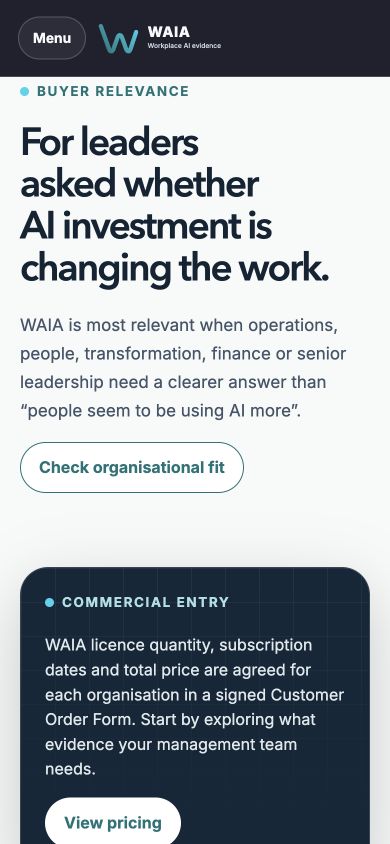 Menu
WAIA
Workplace AI evidence
BUYER RELEVANCE
For leaders
asked whether
AI investment is
changing the work.
WAIA is most relevant when operations,
people, transformation, finance or senior
leadership need a clearer answer than
“people seem to be using AI more”.
Check organisational fit
COMMERCIAL ENTRY
WAIA licence quantity, subscription
dates and total price are agreed for
each organisation in a signed Customer
Order Form. Start by exploring what
evidence your management team
needs.
View pricing